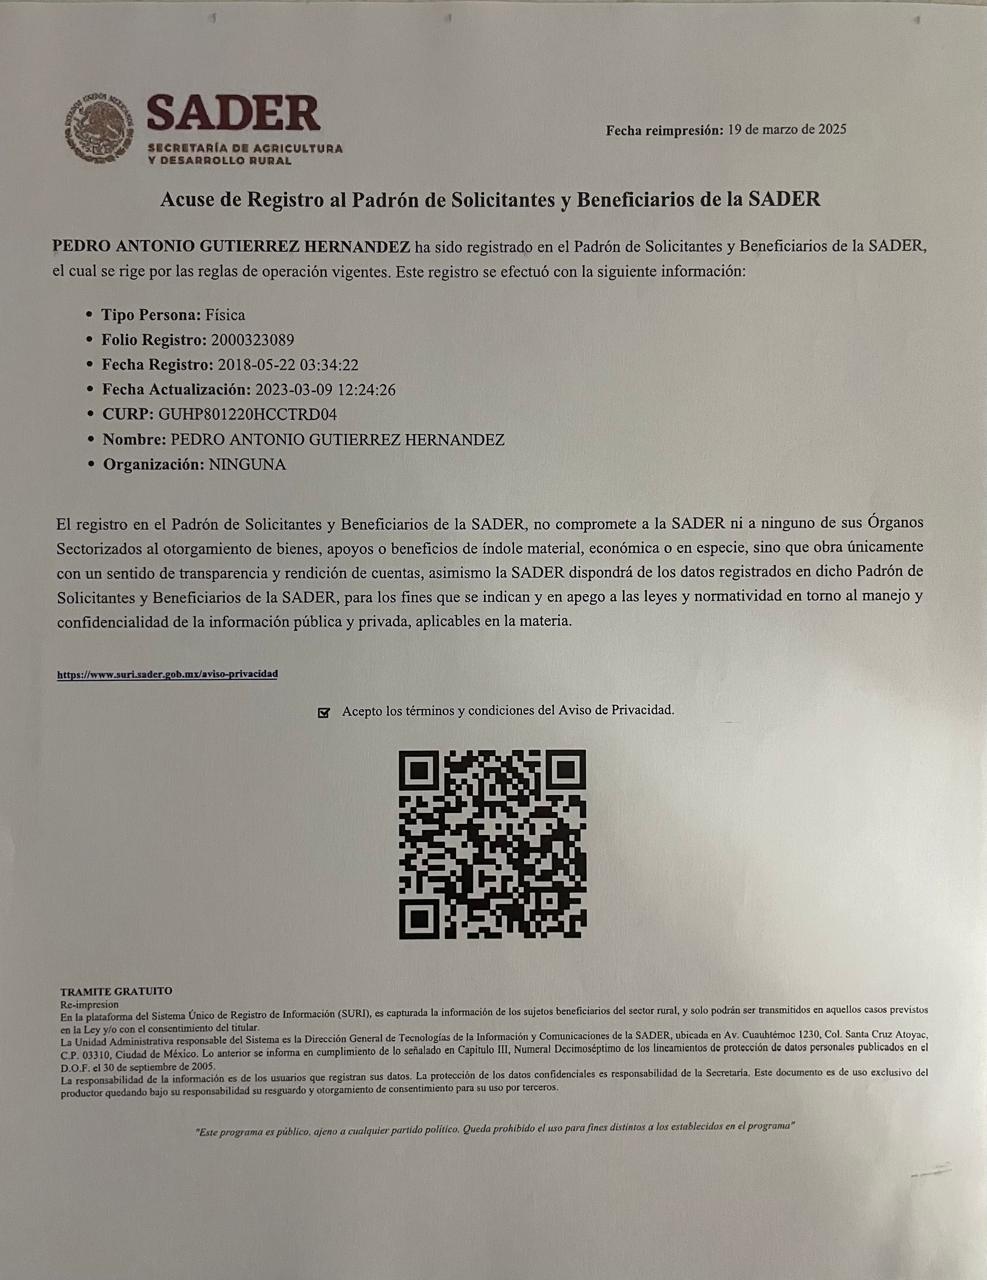 SADER
SECRETARÍA DE AGRICULTURA
Y DESARROLLO RURAL
Fecha reimpresión: 19 de marzo de 2025
Acuse de Registro al Padrón de Solicitantes y Beneficiarios de la SADER
PEDRO ANTONIO GUTIERREZ HERNANDEZ ha sido registrado en el Padrón de Solicitantes y Beneficiarios de la SADER,
el cual se rige por las reglas de operación vigentes. Este registro se efectuó con la siguiente información:
• Tipo Persona: Física
• Folio Registro: 2000323089
• Fecha Registro: 2018-05-22 03:34:22
• Fecha Actualización: 2023-03-09 12:24:26
• CURP: GUHP801220HCCTRD04
• Nombre: PEDRO ANTONIO GUTIERREZ HERNANDEZ
• Organización: NINGUNA
El registro en el Padrón de Solicitantes y Beneficiarios de la SADER, no compromete a la SADER ni a ninguno de sus Órganos
Sectorizados al otorgamiento de bienes, apoyos o beneficios de índole material, económica o en especie, sino que obra únicamente
con un sentido de transparencia y rendición de cuentas, asimismo la SADER dispondrá de los datos registrados en dicho Padrón de
Solicitantes y Beneficiarios de la SADER, para los fines que se indican y en apego a las leyes y normatividad en torno al manejo y
confidencialidad de la información pública y privada, aplicables en la materia.
https://www.suri.sader.gob.mx/aviso-privacidad
Acepto los términos y condiciones del Aviso de Privacidad.
TRAMITE GRATUITO
Re-impresion
En la plataforma del Sistema Único de Registro de Información (SURI), es capturada la información de los sujetos beneficiarios del sector rural, y solo podrán ser transmitidos en aquellos casos previstos
en la Ley y/o con el consentimiento del titular.
La Unidad Administrativa responsable del Sistema es la Dirección General de Tecnologías de la Información y Comunicaciones de la SADER, ubicada en Av. Cuauhtémoc 1230, Col. Santa Cruz Atoyac,
C.P. 03310, Ciudad de México. Lo anterior se informa en cumplimiento de lo señalado en Capítulo III, Numeral Decimoséptimo de los lineamientos de protección de datos personales publicados en el
D.O.F. el 30 de septiembre de 2005.
La responsabilidad de la información es de los usuarios que registran sus datos. La protección de los datos confidenciales es responsabilidad de la Secretaría. Este documento es de uso exclusivo del
productor quedando bajo su responsabilidad su resguardo y otorgamiento de consentimiento para su uso por terceros.
"Este programa es público, ajeno a cualquier partido político. Queda prohibido el uso para fines distintos a los establecidos en el programa"